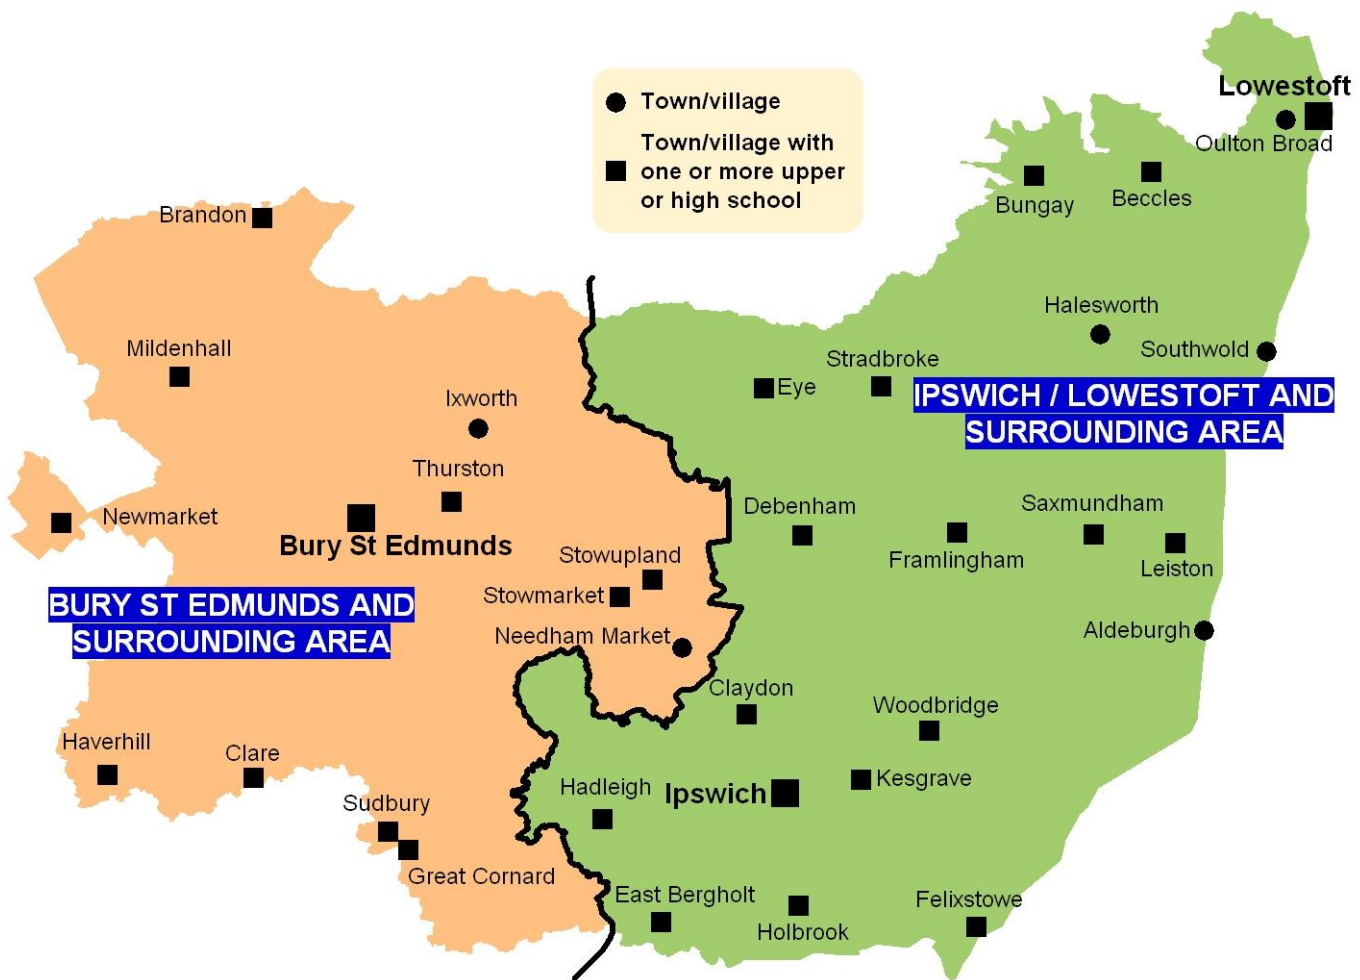 Town/village
Town/village with
one or more upper
or high school
Lowestoft
Oulton Broad
Bungay
Beccles
Brandon
Halesworth
Southwold
Mildenhall
Stradbroke
Eye
IPSWICH / LOWESTOFT AND
SURROUNDING AREA
Ixworth
Thurston
Newmarket
Bury St Edmunds
Debenham
Saxmundham
Framlingham
Leiston
Stowupland
Stowmarket
BURY ST EDMUNDS AND
SURROUNDING AREA
Needham Market
Aldeburgh
Claydon
Woodbridge
Haverhill
Clare
Hadleigh
Ipswich
Kesgrave
Sudbury
Great Cornard
East Bergholt
Holbrook
Felixstowe